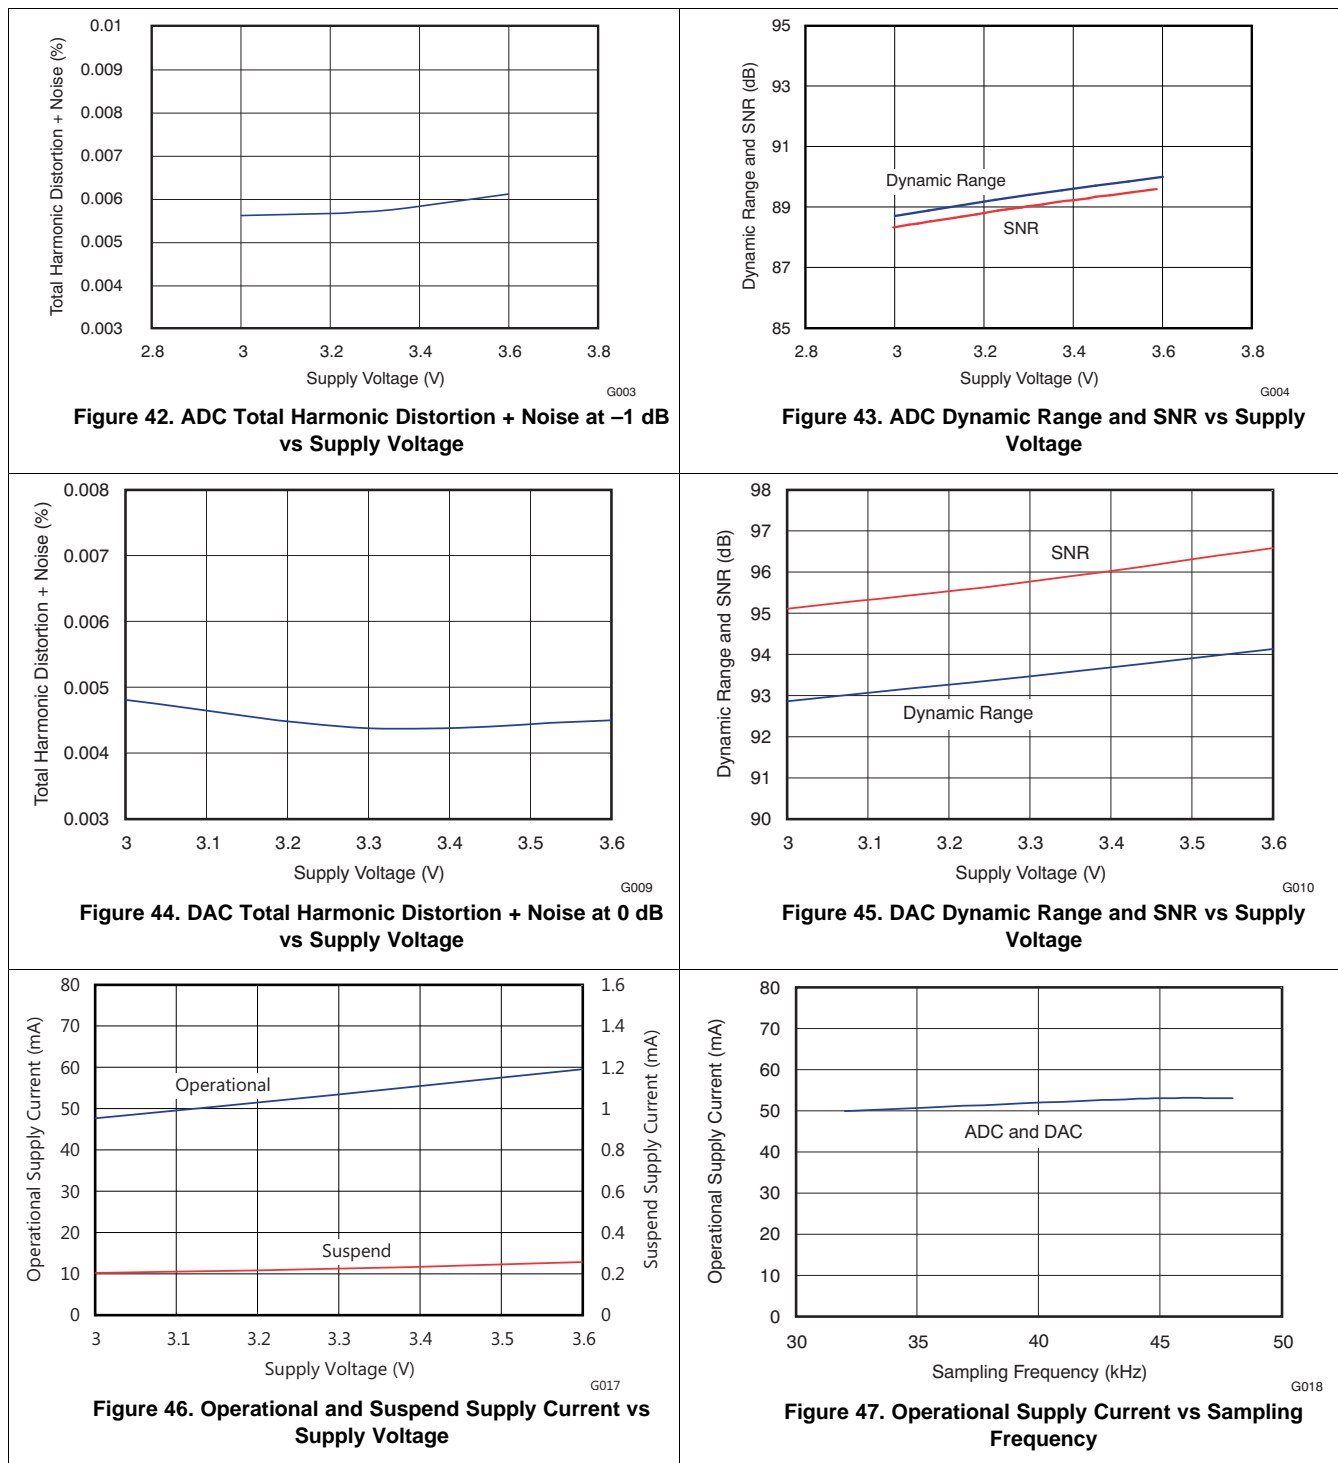 Total Harmonic Distortion + Noise (%)
0.01
0.009
0.008
0.007
0.006
0.005
0.004
0.003
2.8 3 3.2 3.4 3.6 3.8
Supply Voltage (V)
G003
Figure 42. ADC Total Harmonic Distortion + Noise at –1 dB
vs Supply Voltage
Dynamic Range and SNR (dB)
95
93
91
89
87
85
Dynamic Range
SNR
2.8 3 3.2 3.4 3.6 3.8
Supply Voltage (V)
G004
Figure 43. ADC Dynamic Range and SNR vs Supply
Voltage
Total Harmonic Distortion + Noise (%)
0.008
0.007
0.006
0.005
0.004
0.003
3 3.1 3.2 3.3 3.4 3.5 3.6
Supply Voltage (V)
G009
Figure 44. DAC Total Harmonic Distortion + Noise at 0 dB
vs Supply Voltage
Dynamic Range and SNR (dB)
98
97
96
95
94
93
92
91
90
SNR
Dynamic Range
3 3.1 3.2 3.3 3.4 3.5 3.6
Supply Voltage (V)
G010
Figure 45. DAC Dynamic Range and SNR vs Supply
Voltage
Operational Supply Current (mA)
80
70
60
50
40
30
20
10
0
Operational
Suspend
1.6
1.4
1.2
1
0.8
0.6
0.4
0.2
0
Suspend Supply Current (mA)
3 3.1 3.2 3.3 3.4 3.5 3.6
Supply Voltage (V)
G017
Figure 46. Operational and Suspend Supply Current vs
Supply Voltage
Operational Supply Current (mA)
80
70
60
50
40
30
20
10
0
ADC and DAC
30 35 40 45 50
Sampling Frequency (kHz)
G018
Figure 47. Operational Supply Current vs Sampling
Frequency